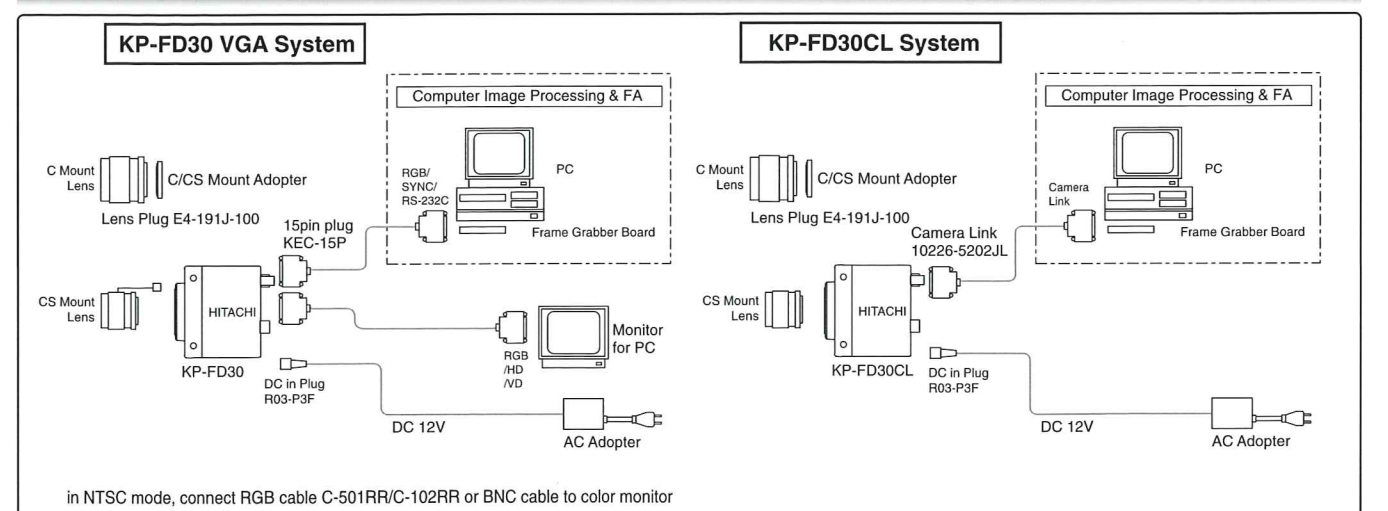 KP-FD30 VGA System
Computer Image Processing & FA
C Mount
Lens
C/CS Mount Adopter
Lens Plug E4-191J-100
RGB/
SYNC/
RS-232C
PC
15pin plug
KEC-15P
Frame Grabber Board
CS Mount
Lens
HITACHI
KP-FD30
RGB
/HD
/VD
Monitor
for PC
DC in Plug
R03-P3F
DC 12V
AC Adopter
in NTSC mode, connect RGB cable C-501RR/C-102RR or BNC cable to color monitor
KP-FD30CL System
Computer Image Processing & FA
C Mount
Lens
C/CS Mount Adopter
Lens Plug E4-191J-100
Camera
Link
PC
Camera Link
10226-5202JL
Frame Grabber Board
CS Mount
Lens
HITACHI
KP-FD30CL
DC in Plug
R03-P3F
DC 12V
AC Adopter